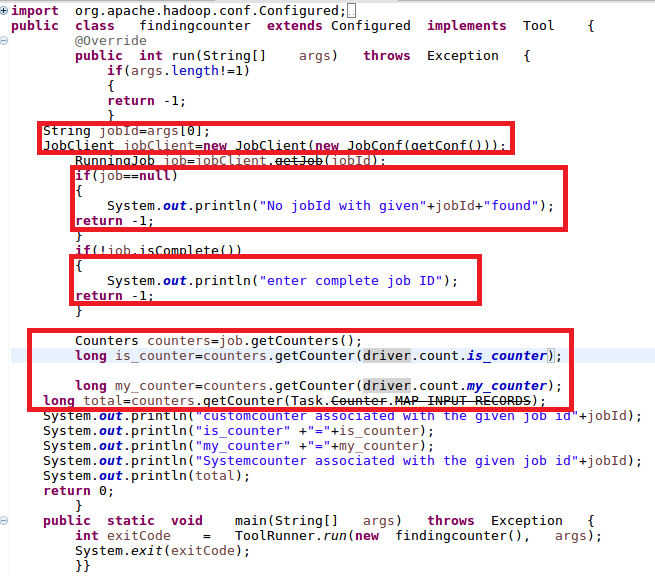 import org.apache.hadoop.conf.Configured;
public class findingcounter extends Configured implements Tool {
@Override
public int run(String[] args) throws Exception {
if(args.length!=1)
{
return -1;
}
String jobId=args[0];
JobClient jobClient=new JobClient(new JobConf(getConf()));
RunningJob job=jobClient.getJob(jobId);
if(job==null)
{
System.out.println("No jobId with given"+jobId+"found");
return -1;
}
if(!job.isComplete())
{
System.out.println("enter complete job ID");
return -1;
}
Counters counters=job.getCounters();
long is_counter=counters.getCounter(driver.count.is_counter);
long my_counter=counters.getCounter(driver.count.my_counter);
long total=counters.getCounter(Task.Counter.MAP_INPUT_RECORDS);
System.out.println("customcounter associated with the given job id"+jobId);
System.out.println("is_counter" +"="+is_counter);
System.out.println("my_counter" +"="+my_counter);
System.out.println("Systemcounter associated with the given job id"+jobId);
System.out.println(total);
return 0;
}
public static void main(String[] args) throws Exception {
int exitCode = ToolRunner.run(new findingcounter(), args);
System.exit(exitCode);
}}